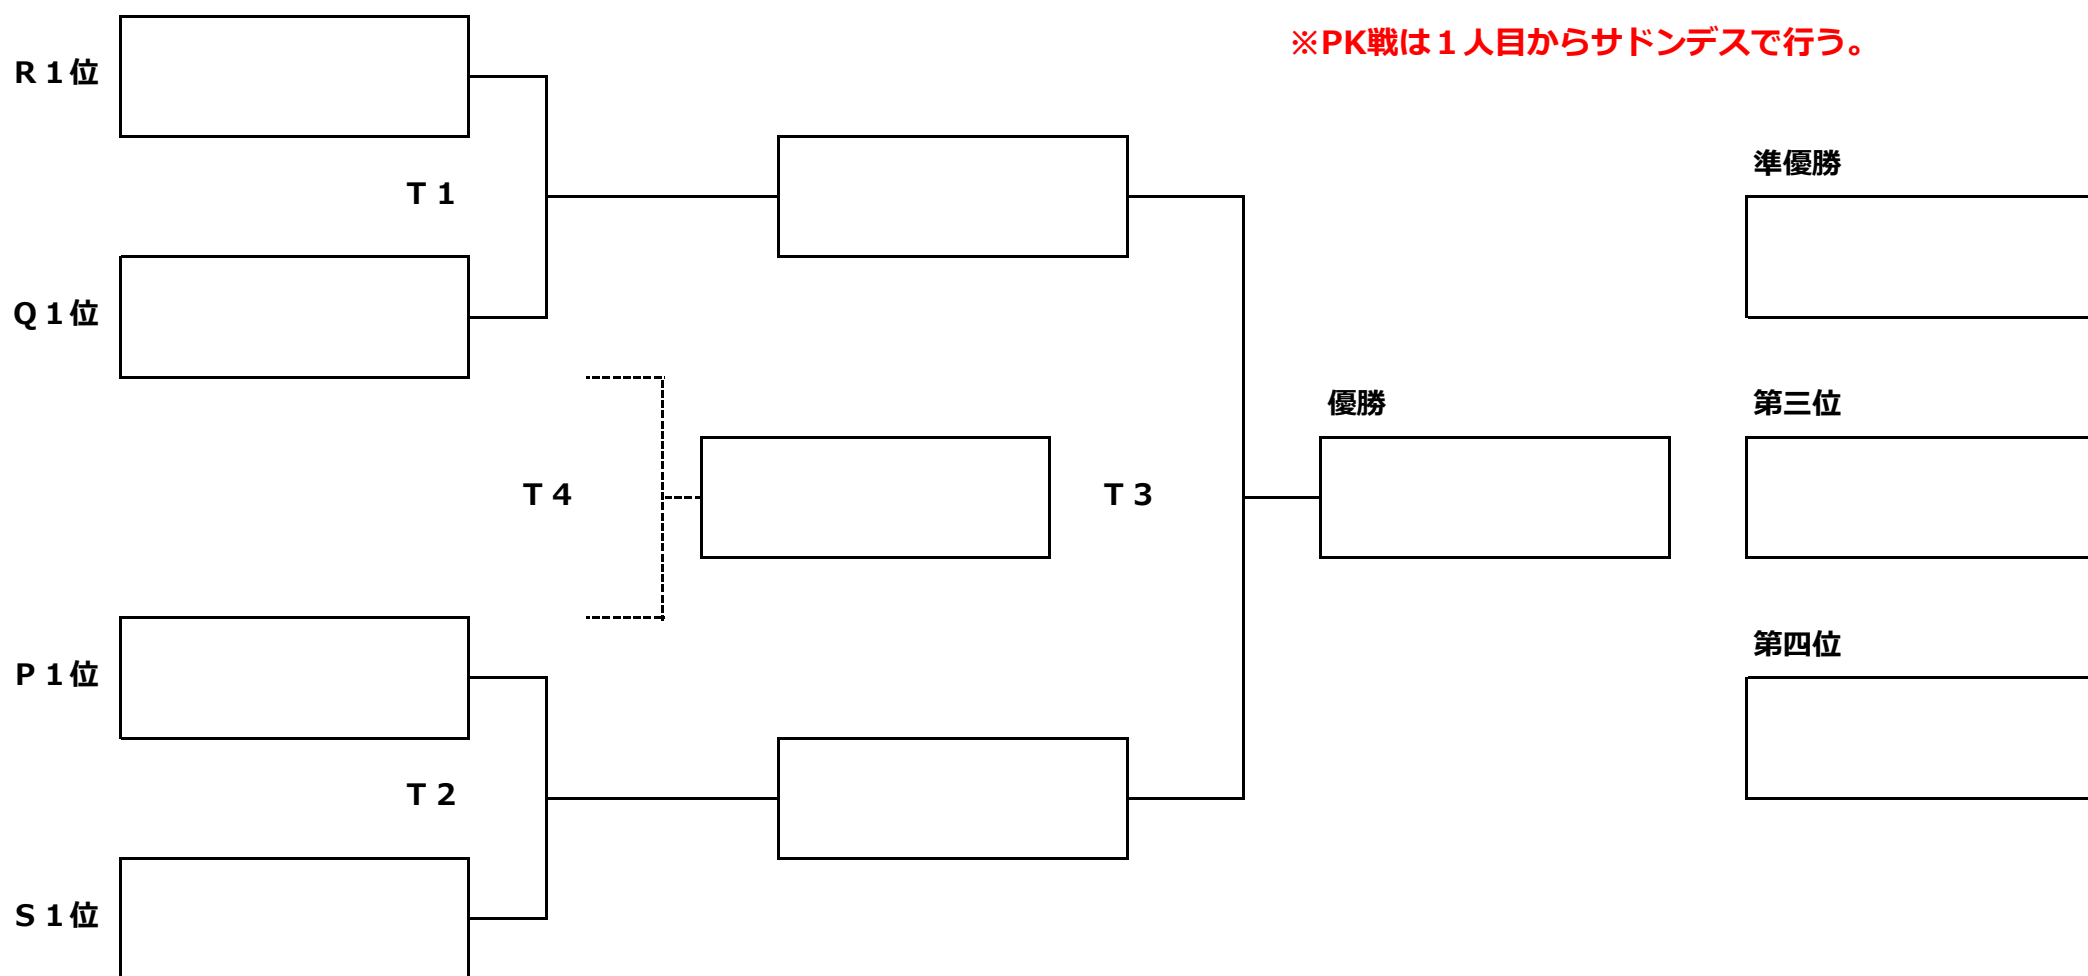 ※PK戦は１人目からサドンデスで行う。
R１位
準優勝
T１
Q１位
優勝
第三位
T４
T３
第四位
P１位
T２
S１位